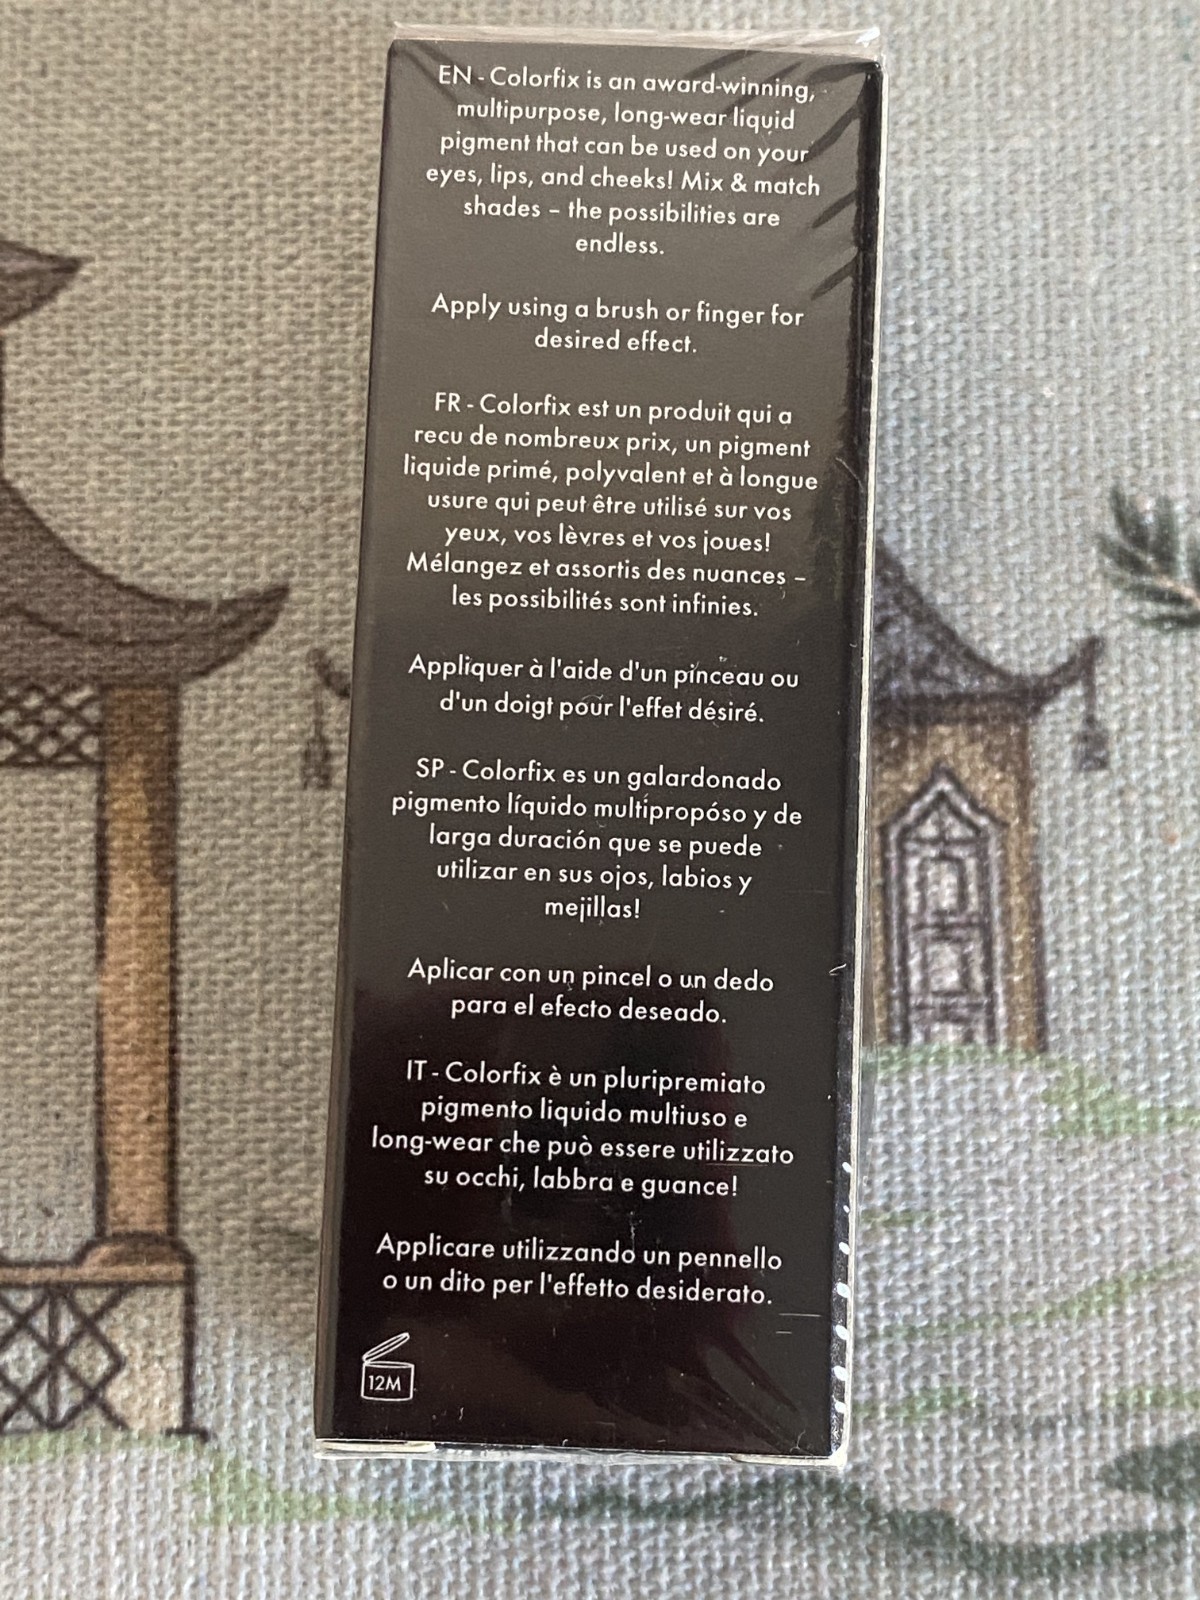 EN - Colorfix is an award-winning,
multipurpose, long-wear liquid
pigment that can be used on your
eyes, lips, and cheeks! Mix & match
shades – the possibilities are
endless.
Apply using a brush or finger for
desired effect.
FR - Colorfix est un produit qui a
recu de nombreux prix, un pigment
liquide primé, polyvalent et à longue
usure qui peut être utilisé sur vos
yeux, vos lèvres et vos joues!
Mélangez et assortis des nuances –
les possibilités sont infinies.
Appliquer à l'aide d'un pinceau ou
d'un doigt pour l'effet désiré.
SP - Colorfix es un galardonado
pigmento líquido multipropóso y de
larga duración que se puede
utilizar en sus ojos, labios y
mejillas!
Aplicar con un pincel o un dedo
para el efecto deseado.
IT - Colorfix è un pluripremiato
pigmento liquido multiuso e
long-wear che può essere utilizzato
su occhi, labbra e guance!
Applicare utilizzando un pennello
o un dito per l'effetto desiderato.
12M